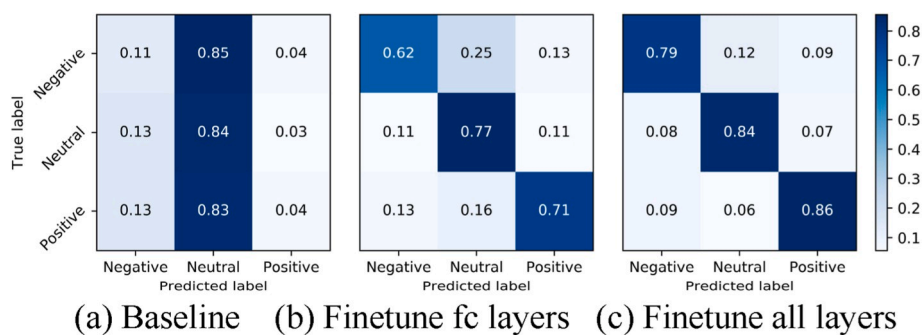 True label
Negative
Neutral
Positive
0.11 0.85 0.04
0.13 0.84 0.03
0.13 0.83 0.04
Negative Neutral Positive
Predicted label
(a) Baseline
0.62 0.25 0.13
0.11 0.77 0.11
0.13 0.16 0.71
Negative Neutral Positive
Predicted label
(b) Finetune fc layers
0.79 0.12 0.09
0.08 0.84 0.07
0.09 0.06 0.86
Negative Neutral Positive
Predicted label
(c) Finetune all layers
0.8
0.7
0.6
0.5
0.4
0.3
0.2
0.1